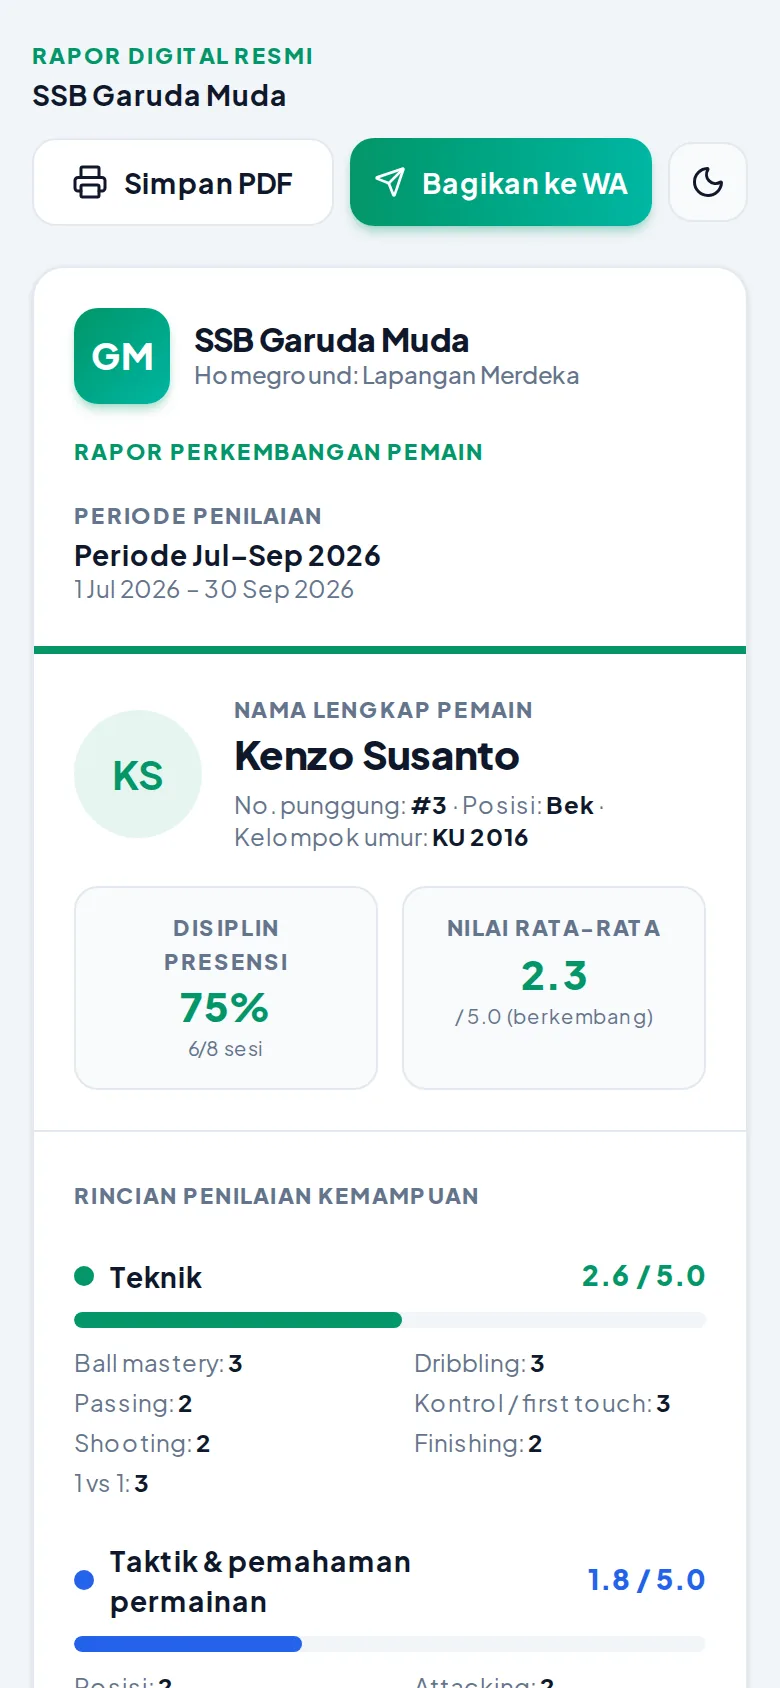 RAPOR DIGITAL RESMI
SSB Garuda Muda
Simpan PDF
Bagikan ke WA
GM
SSB Garuda Muda
Homeground: Lapangan Merdeka
RAPOR PERKEMBANGAN PEMAIN
PERIODE PENILAIAN
Periode Jul–Sep 2026
1 Jul 2026 – 30 Sep 2026
KS
NAMA LENGKAP PEMAIN
Kenzo Susanto
No. punggung: #3 · Posisi: Bek ·
Kelompok umur: KU 2016
DISIPLIN
PRESENSI
75%
6/8 sesi
NILAI RATA-RATA
2.3
/ 5.0 (berkembang)
RINCIAN PENILAIAN KEMAMPUAN
Teknik
2.6 / 5.0
Ball mastery: 3
Dribbling: 3
Passing: 2
Kontrol / first touch: 3
Shooting: 2
Finishing: 2
1 vs 1: 3
Taktik & pemahaman
permainan
1.8 / 5.0
Posisi: 2
Attacking: 2